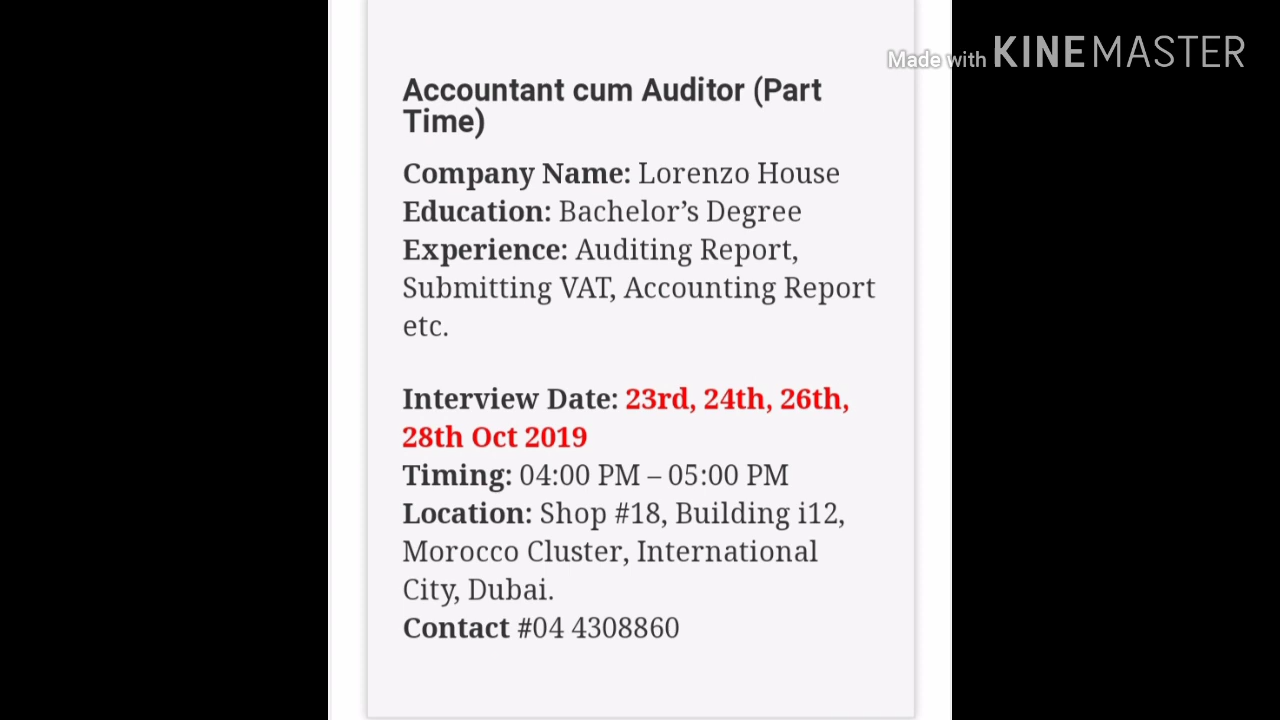 Made with KINEMASTER
Accountant cum Auditor (Part
Time)
Company Name: Lorenzo House
Education: Bachelor’s Degree
Experience: Auditing Report,
Submitting VAT, Accounting Report
etc.
Interview Date: 23rd, 24th, 26th,
28th Oct 2019
Timing: 04:00 PM – 05:00 PM
Location: Shop #18, Building i12,
Morocco Cluster, International
City, Dubai.
Contact #04 4308860